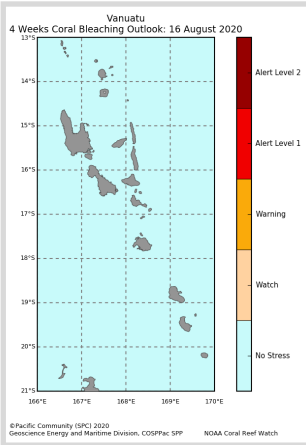 Vanuatu
4 Weeks Coral Bleaching Outlook: 16 August 2020
13°S
14°S
15°S
16°S
17°S
18°S
19°S
20°S
21°S
166°E 167°E 168°E 169°E 170°E
Alert Level 2
Alert Level 1
Warning
Watch
No Stress
©Pacific Community (SPC) 2020
Geoscience Energy and Maritime Division, COSPPac SPP NOAA Coral Reef Watch